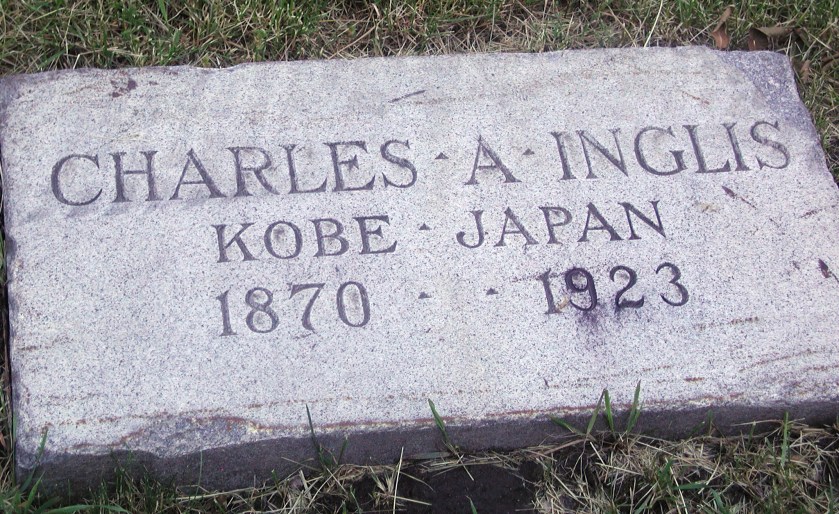 CHARLES · A · INGLIS
KOBE · JAPAN
1870 · · 1923